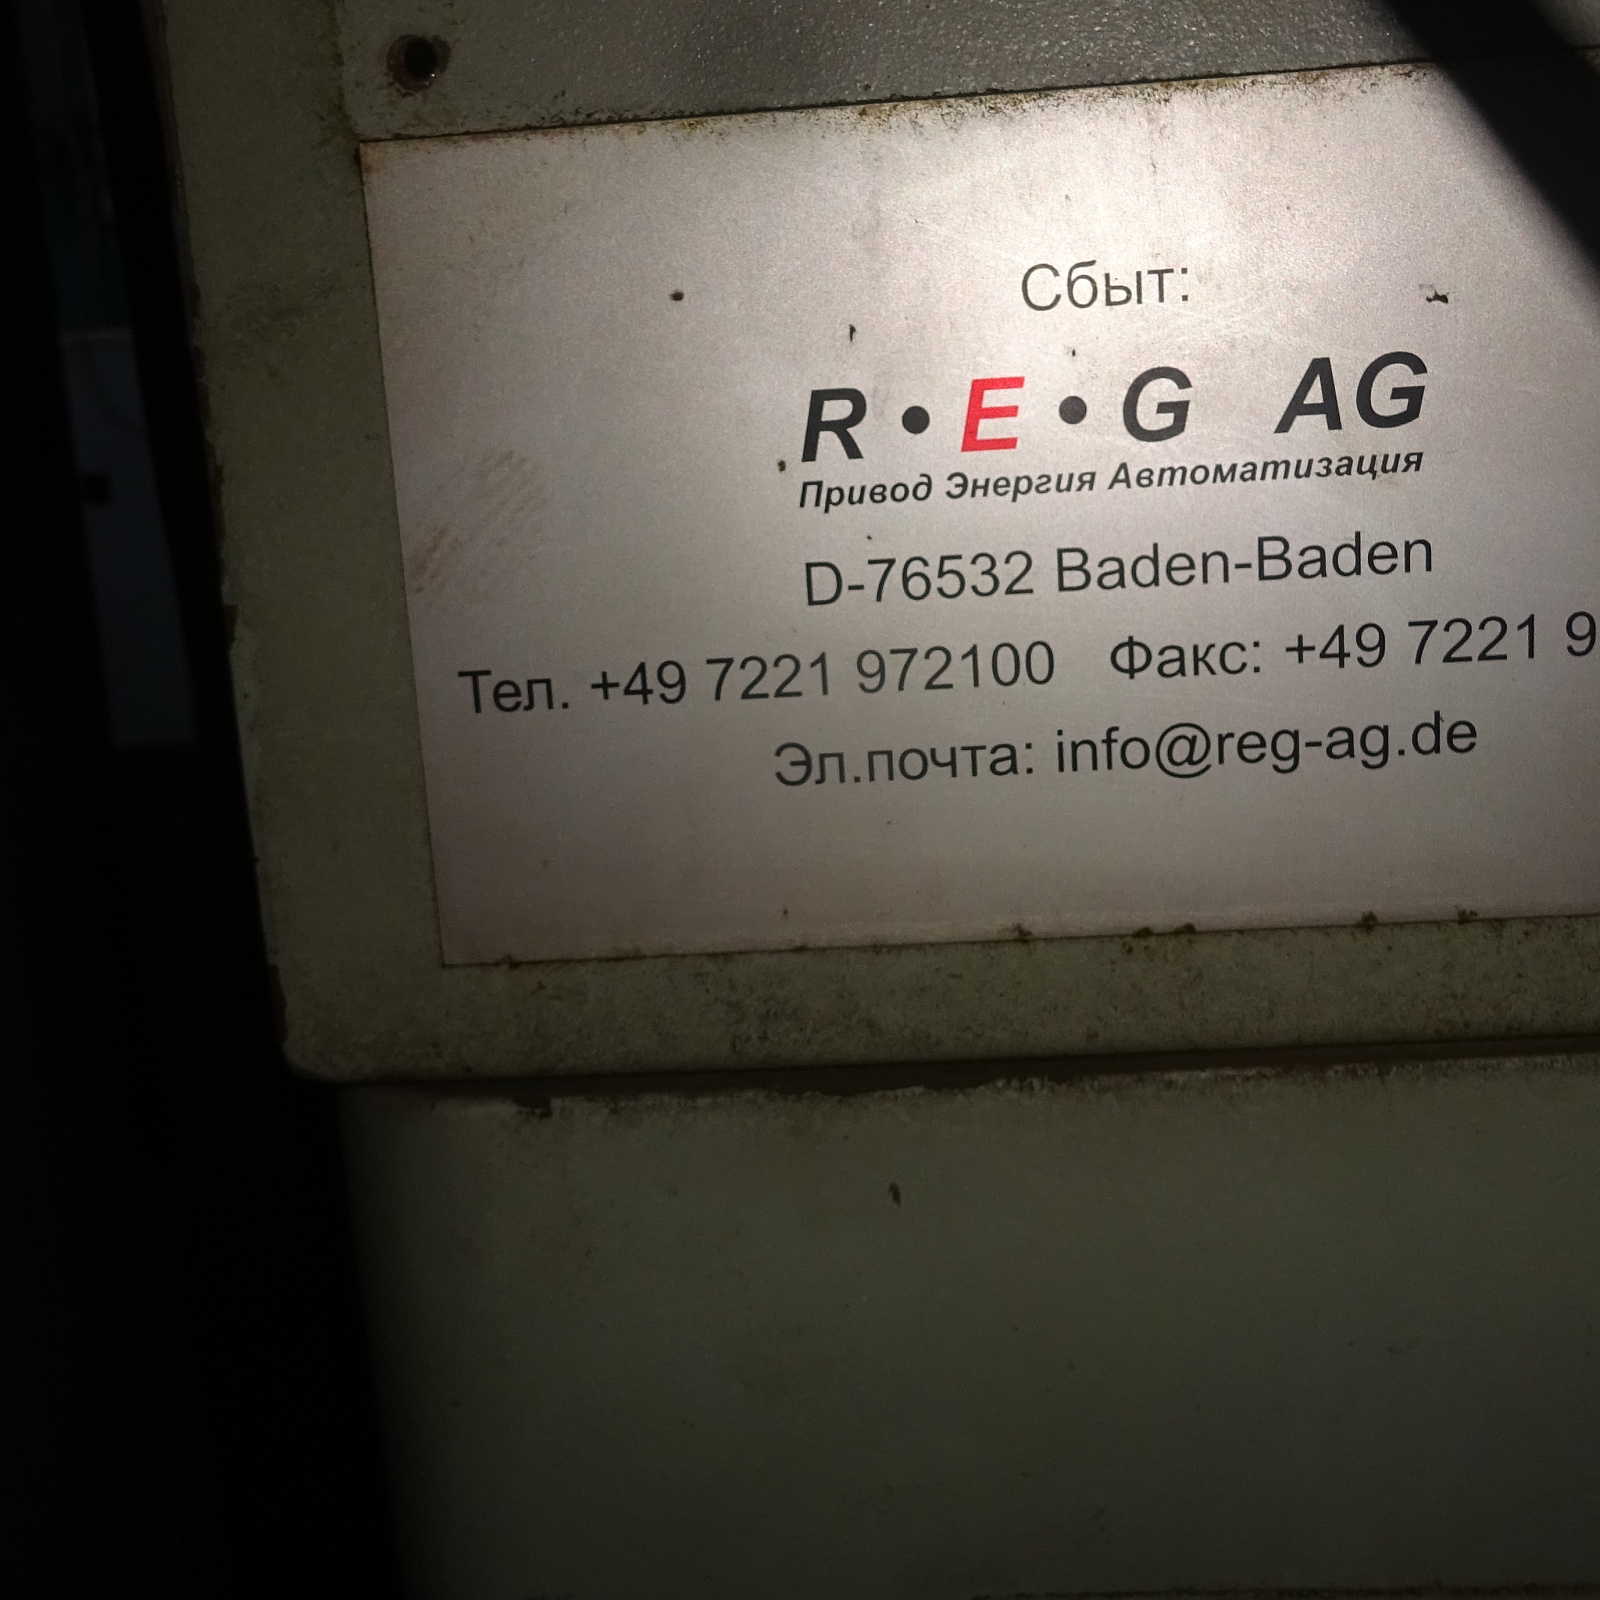 Сбыт:
R•E•G AG
Привод Энергия Автоматизация
D-76532 Baden-Baden
Тел. +49 7221 972100 Факс: +49 7221 9
Эл.почта: info@reg-ag.de